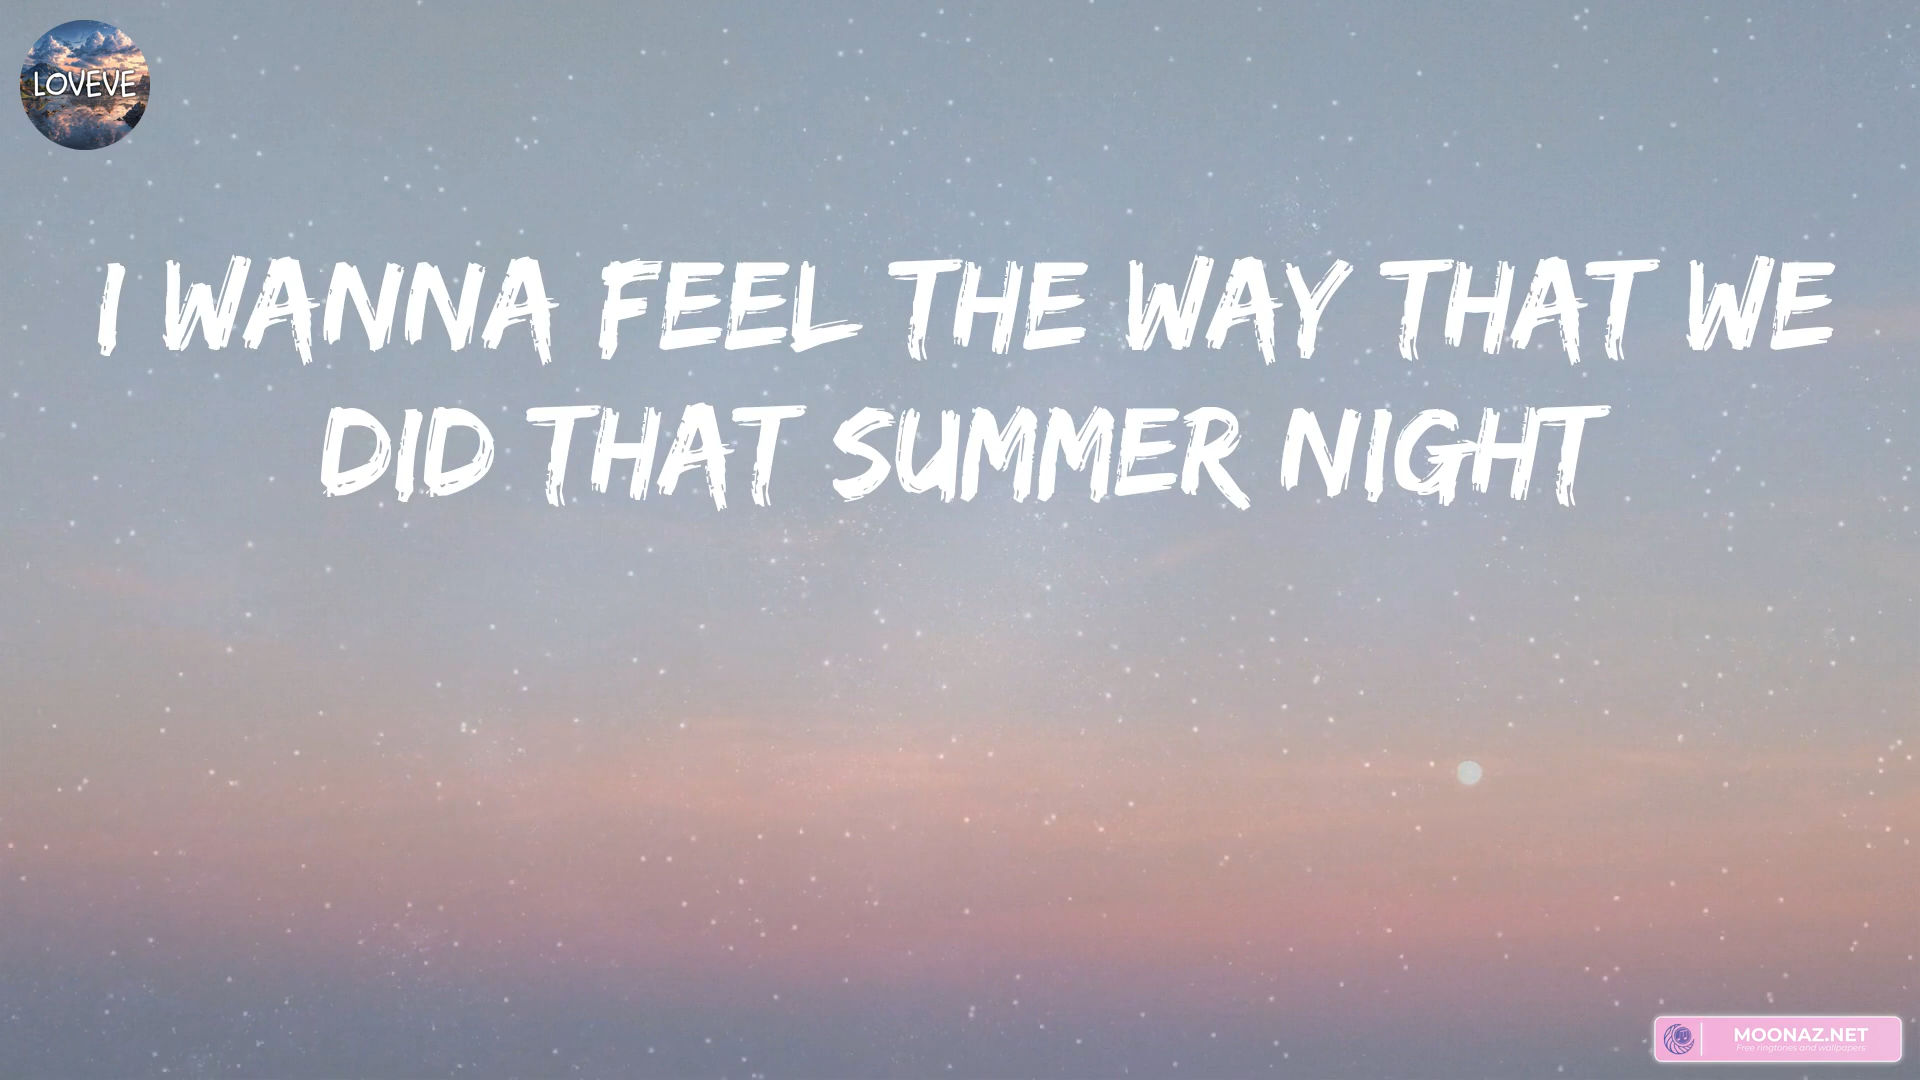 LOVEVE
I WANNA FEEL THE WAY THAT WE
DID THAT SUMMER NIGHT
MOONAZ.NET
Free ringtones and wallpapers